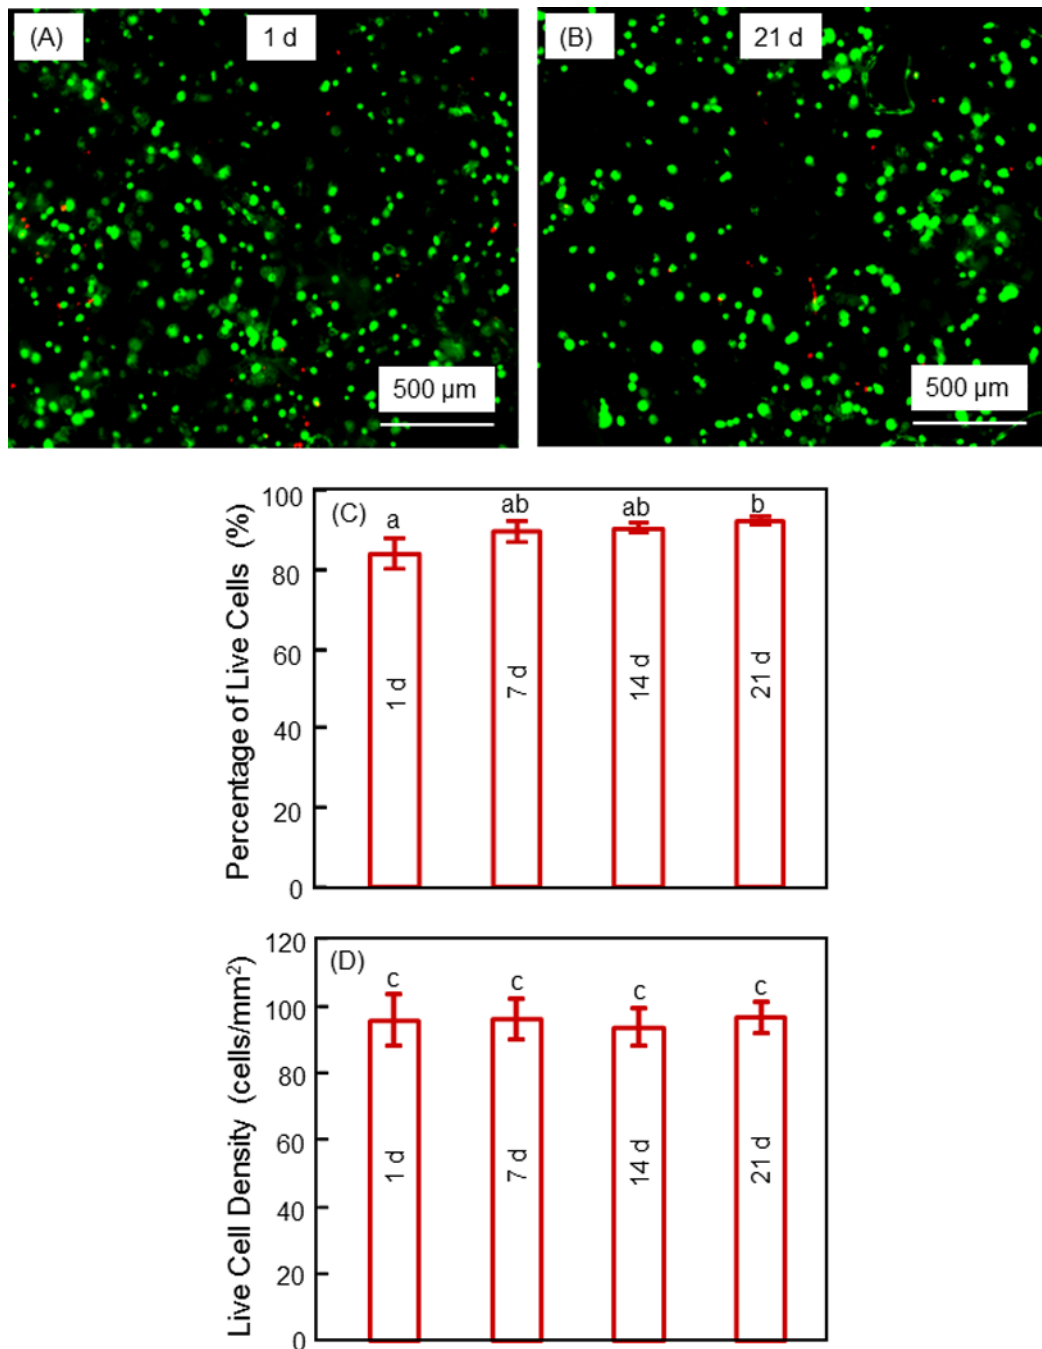 (A) 1 d
500 µm
(B) 21 d
500 µm
(C)
Percentage of Live Cells (%)
100
80
60
40
20
0
a
ab
ab
b
1 d
7 d
14 d
21 d
(D)
Live Cell Density (cells/mm²)
120
100
80
60
40
20
0
c
c
c
c
1 d
7 d
14 d
21 d